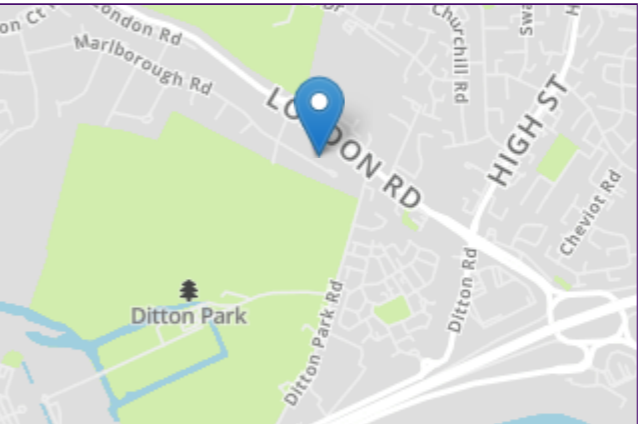 London Rd
Marlborough Rd
Churchill Rd
LONDON RD
HIGH ST
Cheviot Rd
Ditton Rd
Ditton Park
Ditton Park Rd